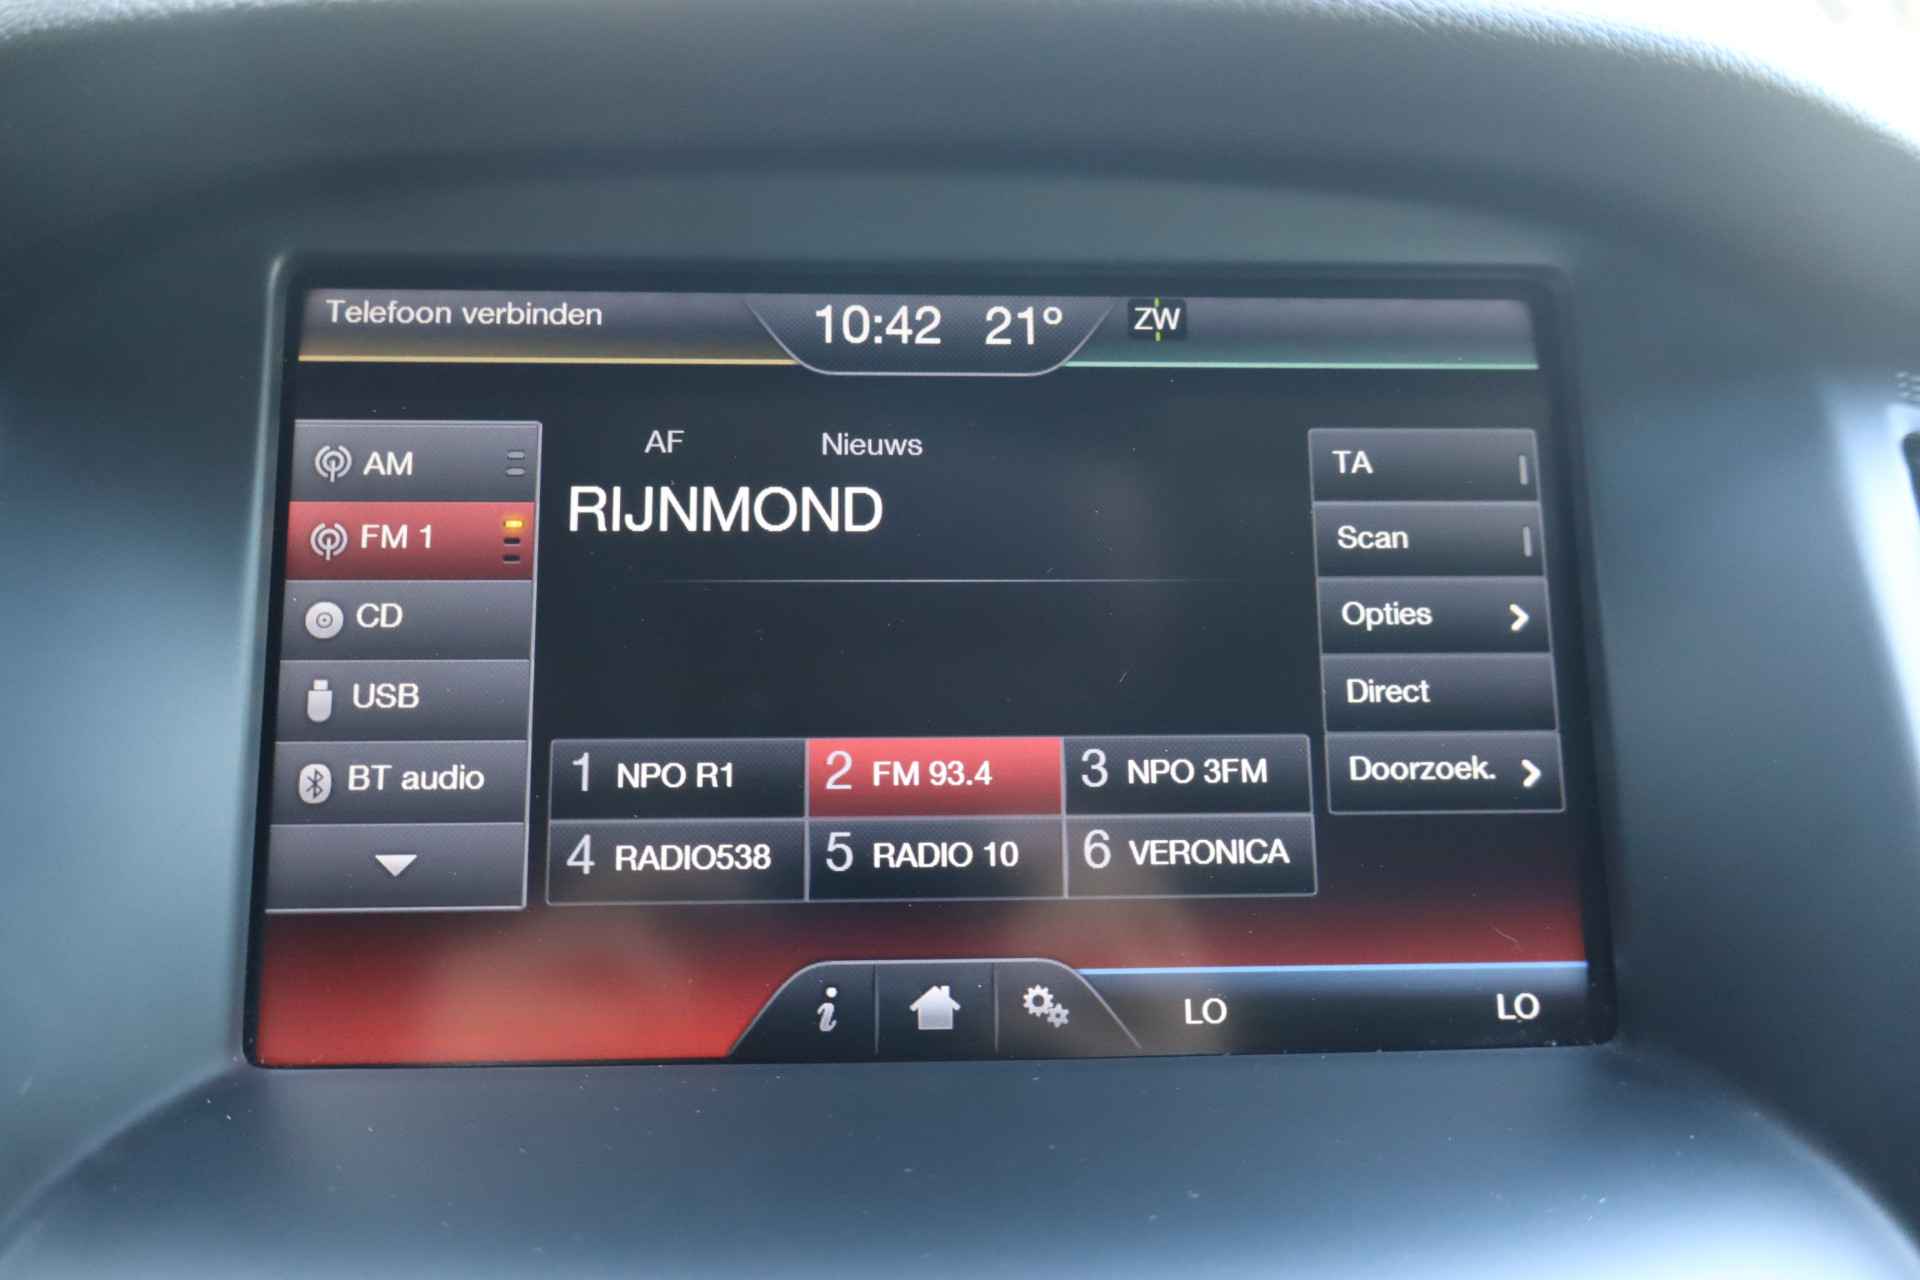 Telefoon verbinden
10:42 21° ZW
AM
FM 1
CD
USB
BT audio
AF Nieuws
RIJNMOND
TA
Scan
Opties
Direct
Doorzoek.
1 NPO R1 2 FM 93.4 3 NPO 3FM
4 RADIO538 5 RADIO 10 6 VERONICA
i LO LO